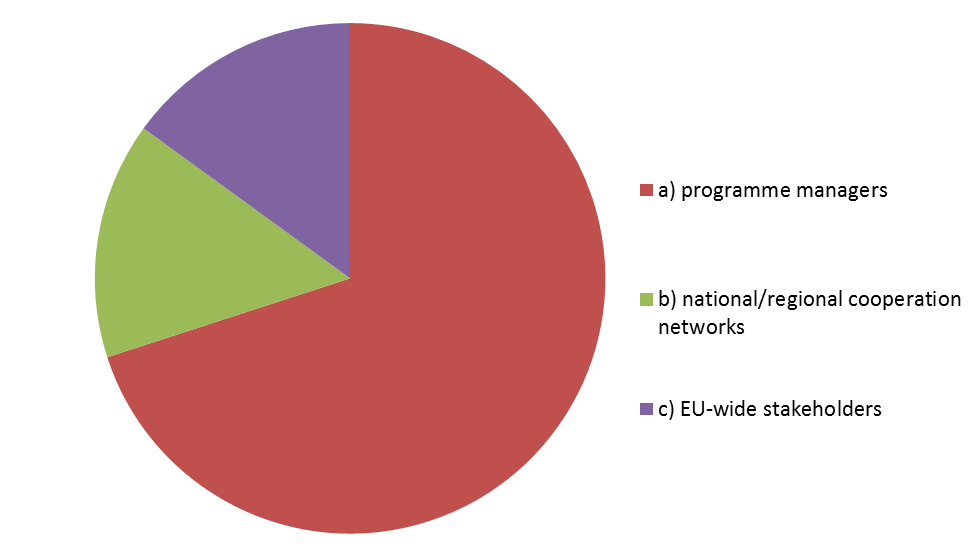 a) programme managers
b) national/regional cooperation
networks
c) EU-wide stakeholders